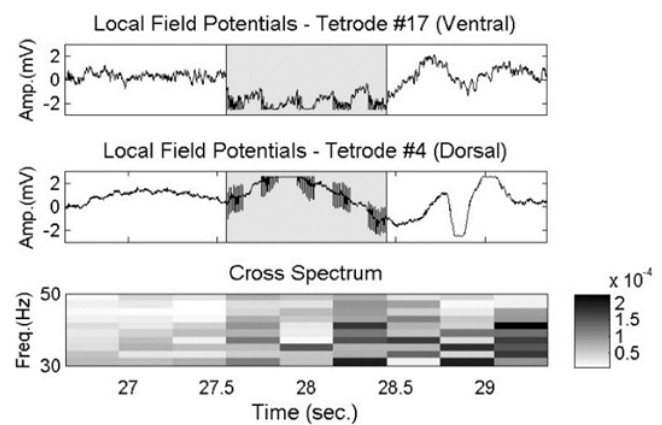 Local Field Potentials - Tetrode #17 (Ventral)
Amp.(mV)
2
0
-2
Local Field Potentials - Tetrode #4 (Dorsal)
Amp.(mV)
2
0
-2
Cross Spectrum
x 10^-4
Freq.(Hz)
50
30
2
1.5
1
0.5
27 27.5 28 28.5 29
Time (sec.)